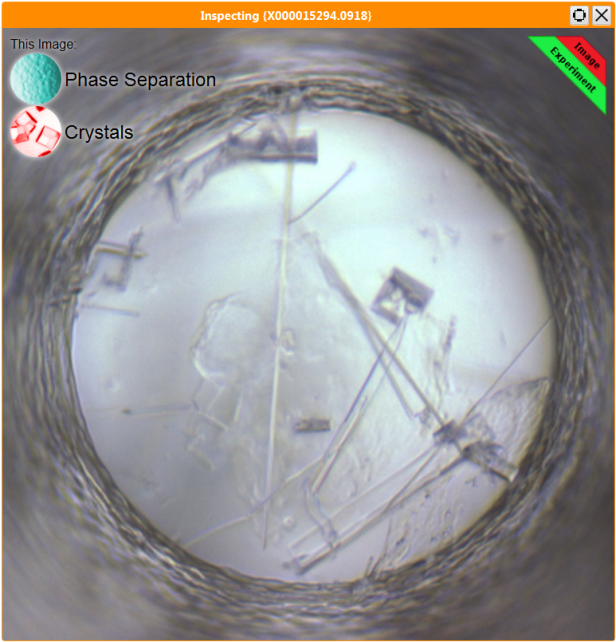 Inspecting (X000015294.0918)
This Image:
Phase Separation
Crystals
Image
Experiment